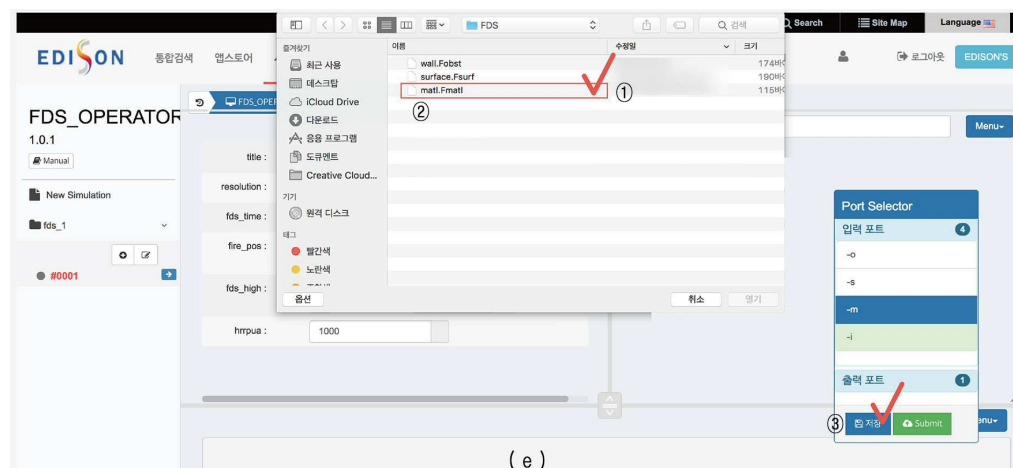 FDS
검색
Search
Site Map
Language
EDISON
통합검색
앱스토어
로그아웃
EDISON'S
즐겨찾기
최근 사용
데스크탑
iCloud Drive
다운로드
응용 프로그램
도큐멘트
Creative Cloud...
기기
원격 디스크
태그
빨간색
노란색
이름
수정일
크기
wall.Fobst
174바
surface.Fsurf
190바
matl.Fmatl
115바
①
②
옵션
취소
열기
FDS_OPERATOR
1.0.1
Manual
New Simulation
fds_1
#0001
FDS_OPE
Menu
title :
resolution :
fds_time :
fire_pos :
fds_high :
hrrpua :
1000
Port Selector
입력 포트
4
-o
-s
-m
-i
출력 포트
1
③
저장
Submit
enu
( e )